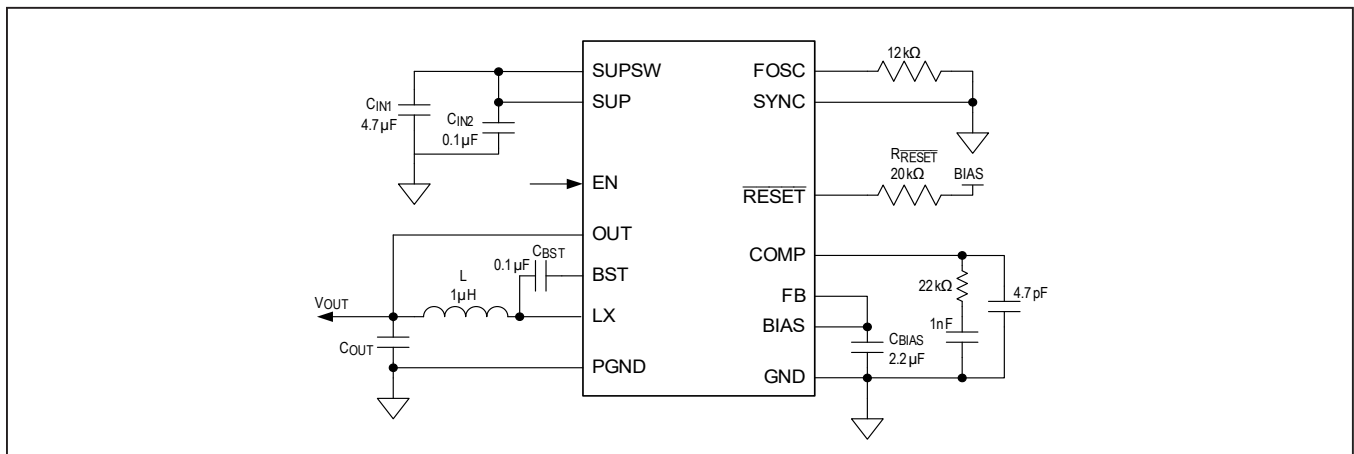 SUPSW
SUP
EN
OUT
BST
LX
PGND
FOSC
SYNC
RESET
COMP
FB
BIAS
GND
CIN1
4.7µF
CIN2
0.1µF
CBST
0.1µF
L
1µH
VOUT
COUT
12kΩ
RRESET
20kΩ
BIAS
22kΩ
1nF
4.7pF
CBIAS
2.2µF